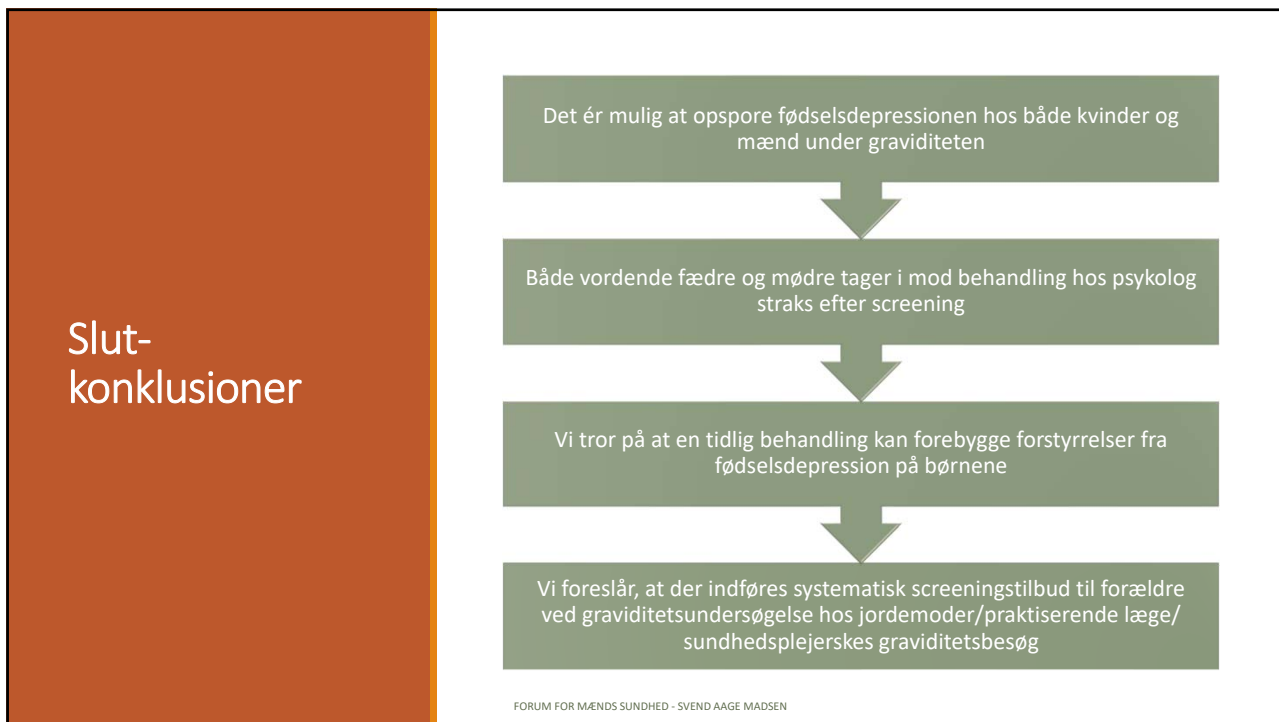 Slut-
konklusioner
Det ér mulig at opspore fødselsdepressionen hos både kvinder og
mænd under graviditeten
Både vordende fædre og mødre tager i mod behandling hos psykolog
straks efter screening
Vi tror på at en tidlig behandling kan forebygge forstyrrelser fra
fødselsdepression på børnene
Vi foreslår, at der indføres systematisk screeningstilbud til forældre
ved graviditetsundersøgelse hos jordemoder/praktiserende læge/
sundhedsplejerskes graviditetsbesøg
FORUM FOR MÆNDS SUNDHED - SVEND AAGE MADSEN